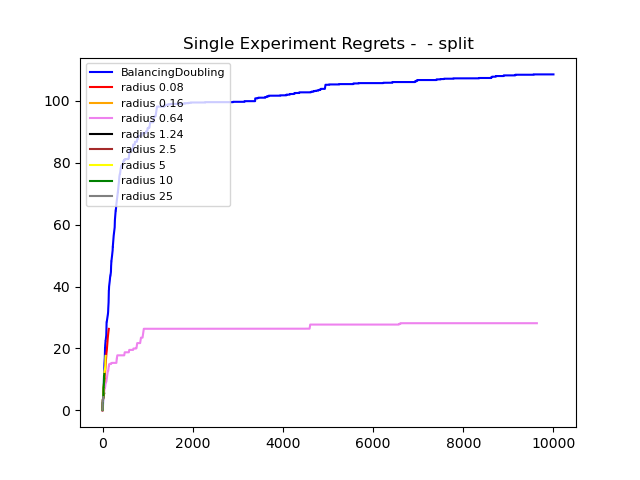 Single Experiment Regrets -  - split
BalancingDoubling
radius 0.08
radius 0.16
radius 0.64
radius 1.24
radius 2.5
radius 5
radius 10
radius 25
100
80
60
40
20
0
0 2000 4000 6000 8000 10000